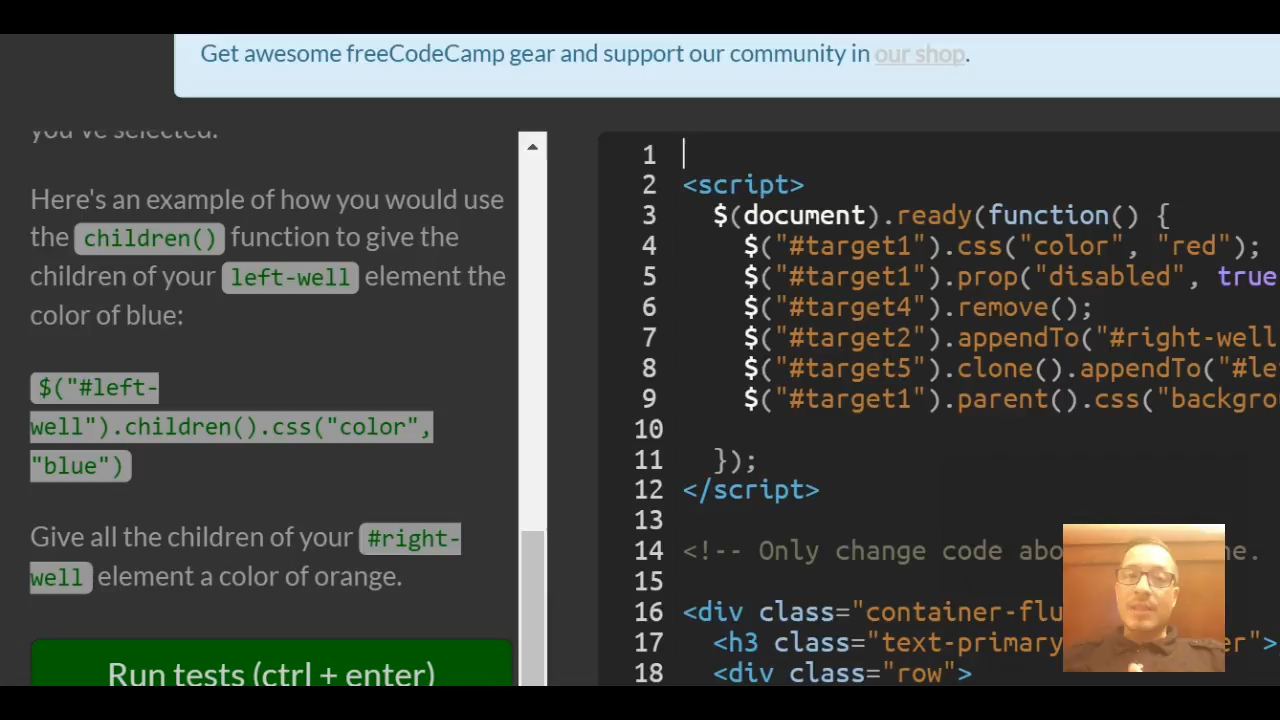 Get awesome freeCodeCamp gear and support our community in our shop.
you've selected.
Here's an example of how you would use
the children() function to give the
children of your left-well element the
color of blue:
$("#left-
well").children().css("color",
"blue")
Give all the children of your #right-
well element a color of orange.
Run tests (ctrl + enter)
1
2 <script>
3 $(document).ready(function() {
4 $("#target1").css("color", "red");
5 $("#target1").prop("disabled", true
6 $("#target4").remove();
7 $("#target2").appendTo("#right-well
8 $("#target5").clone().appendTo("#le
9 $("#target1").parent().css("backgro
10
11 });
12 </script>
13
14 <!-- Only change code abo ne.
15
16 <div class="container-flu
17 <h3 class="text-primary er">
18 <div class="row">